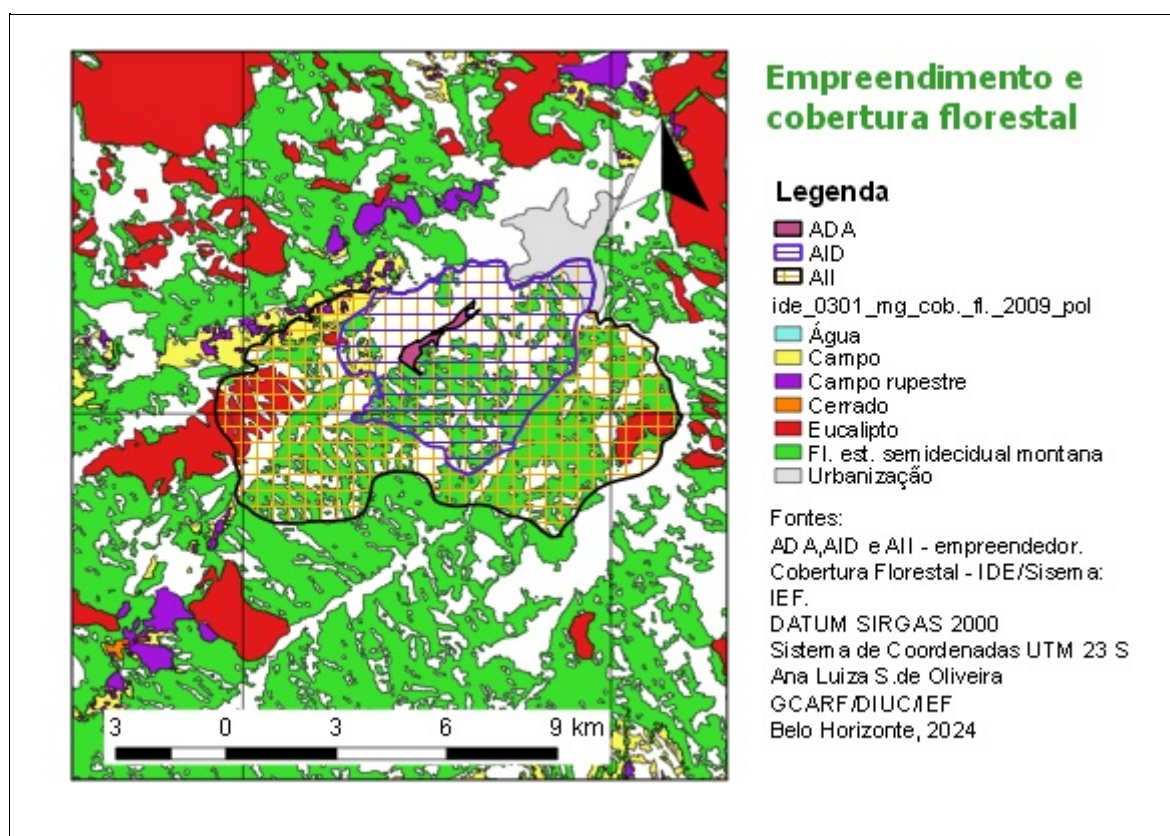 Empreendimento e
cobertura florestal
Legenda
ADA
AID
AII
ide_0301_mg_cob._fl._2009_pol
Água
Campo
Campo rupestre
Cerrado
Eucalipto
Fl. est. semidecidual montana
Urbanização
Fontes:
ADA,AID e AII - empreendedor.
Cobertura Florestal - IDE/Sisema:
IEF.
DATUM SIRGAS 2000
Sistema de Coordenadas UTM 23 S
Ana Luiza S.de Oliveira
GCARF/DIUC/IEF
Belo Horizonte, 2024
3 0 3 6 9 km